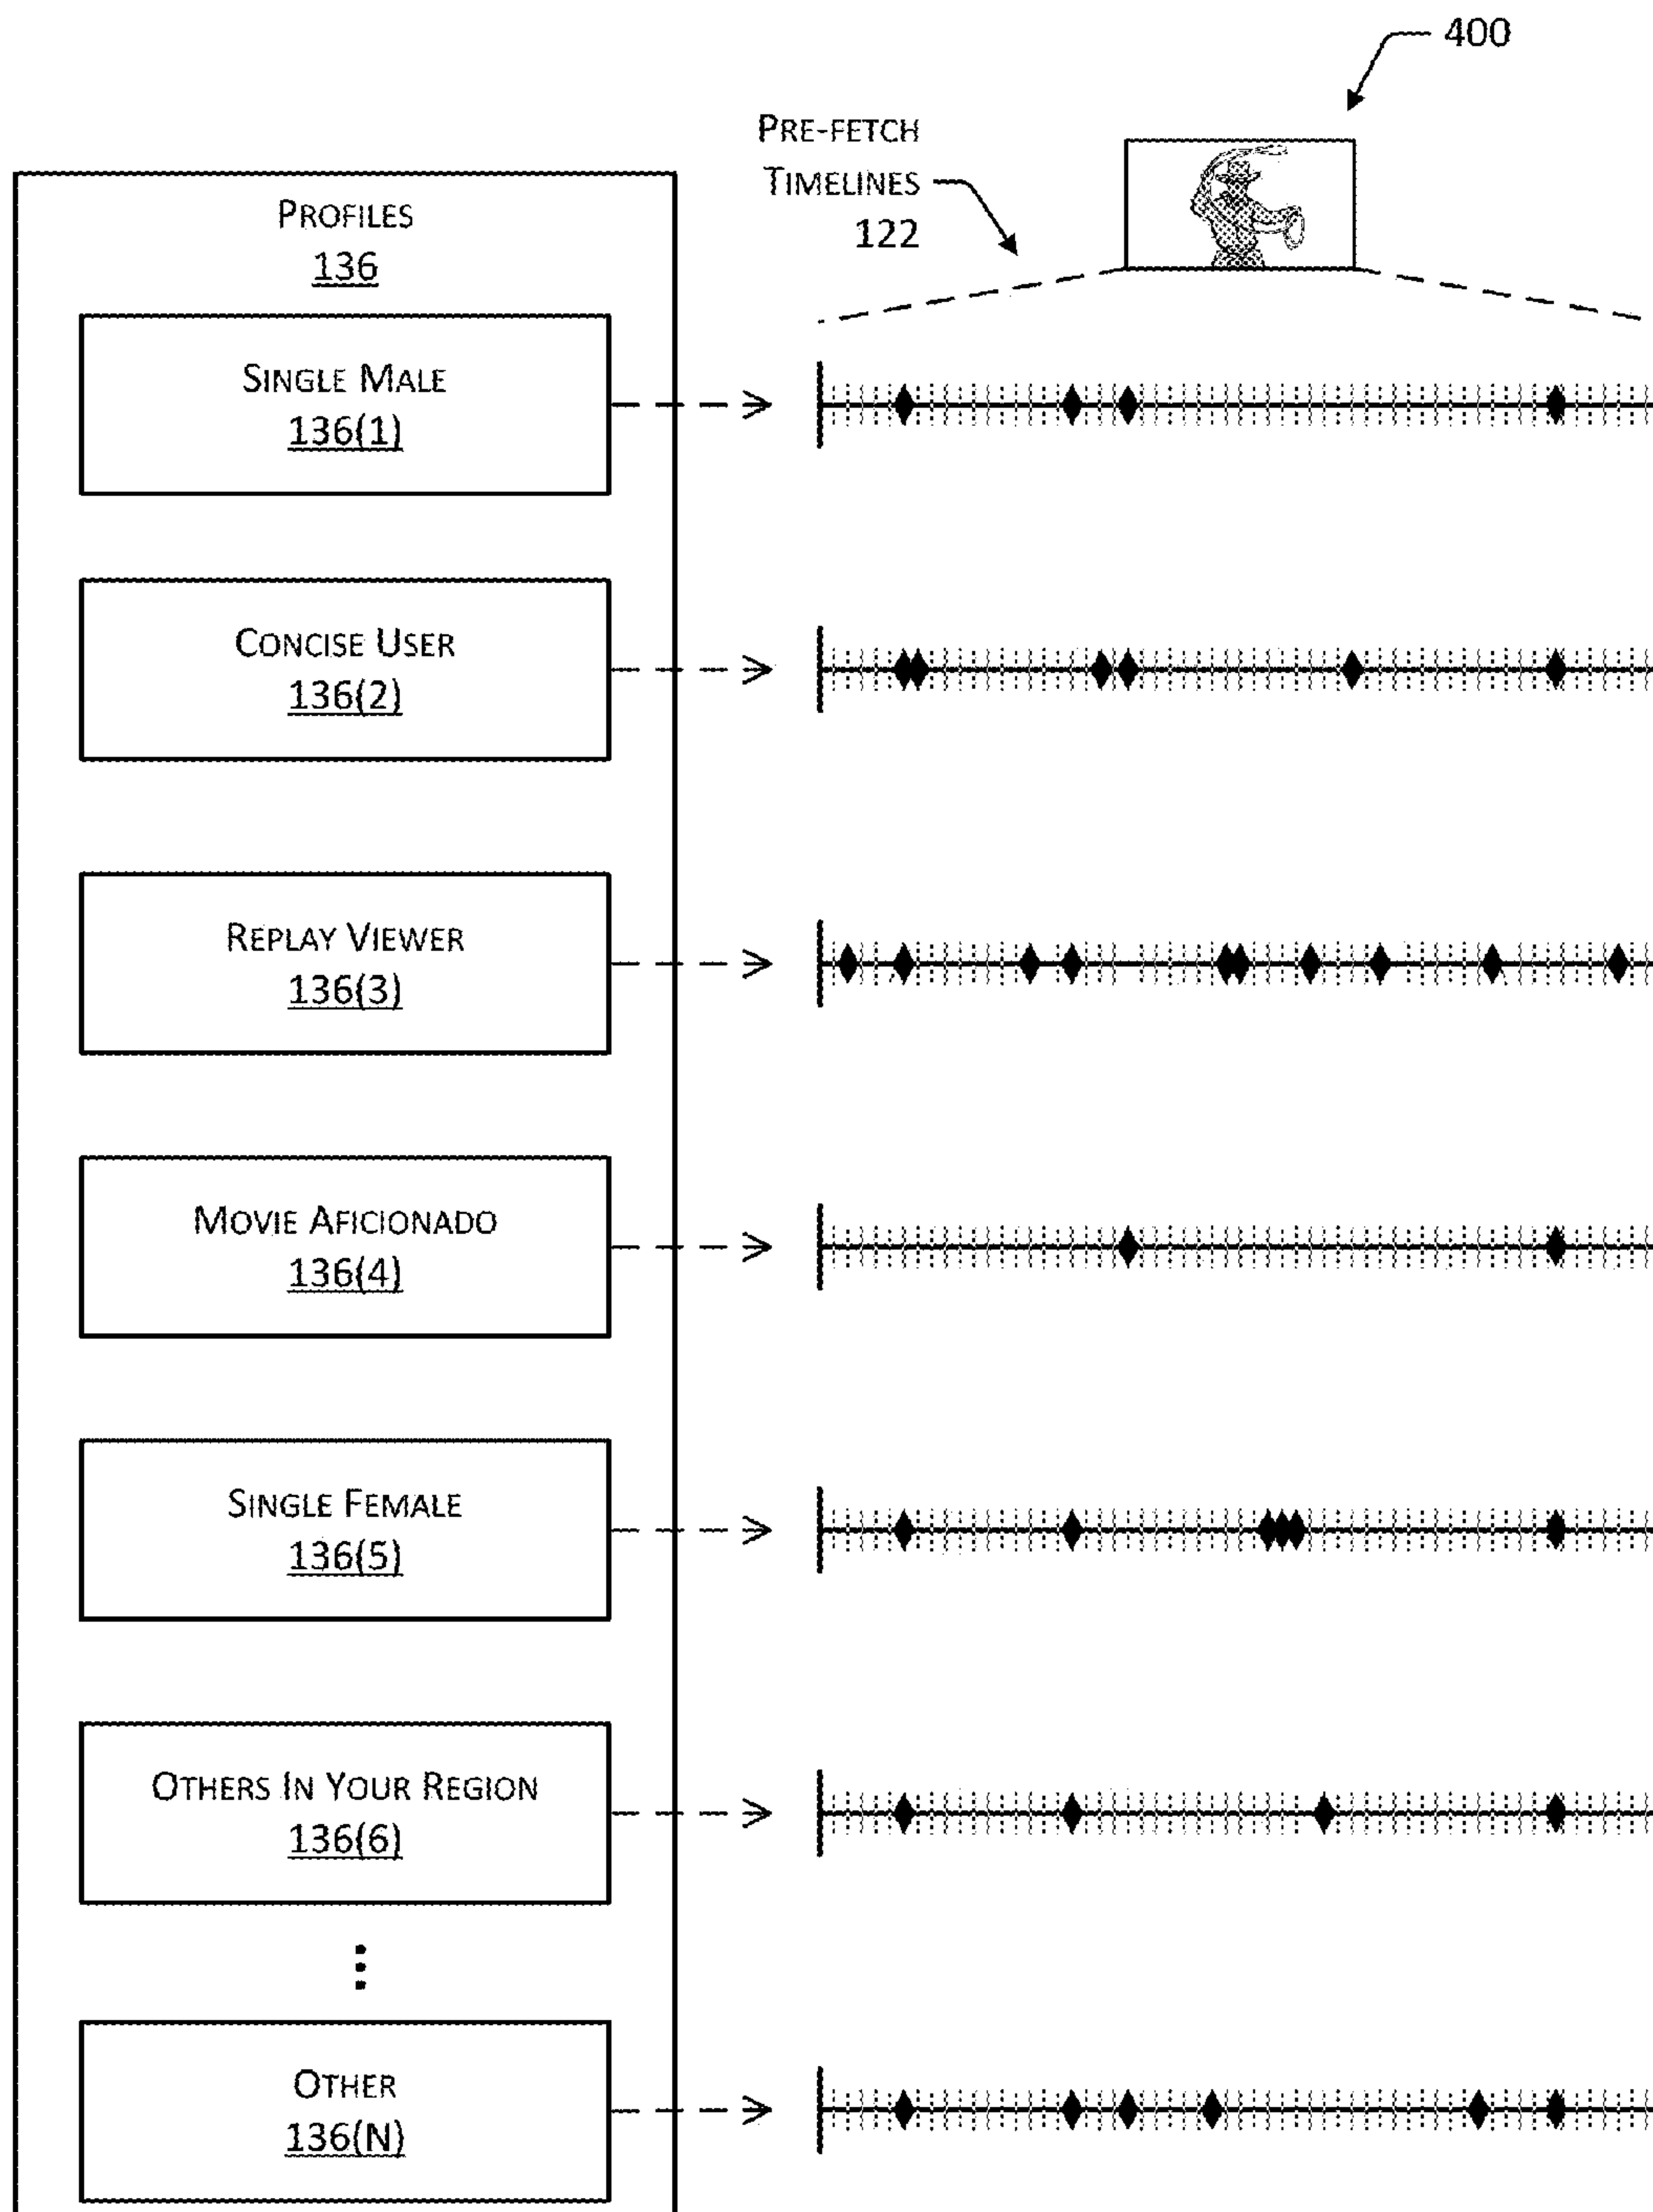 400
PRE-FETCH
TIMELINES
122
PROFILES
136
SINGLE MALE
136(1)
CONCISE USER
136(2)
REPLAY VIEWER
136(3)
MOVIE AFICIONADO
136(4)
SINGLE FEMALE
136(5)
OTHERS IN YOUR REGION
136(6)
OTHER
136(N)